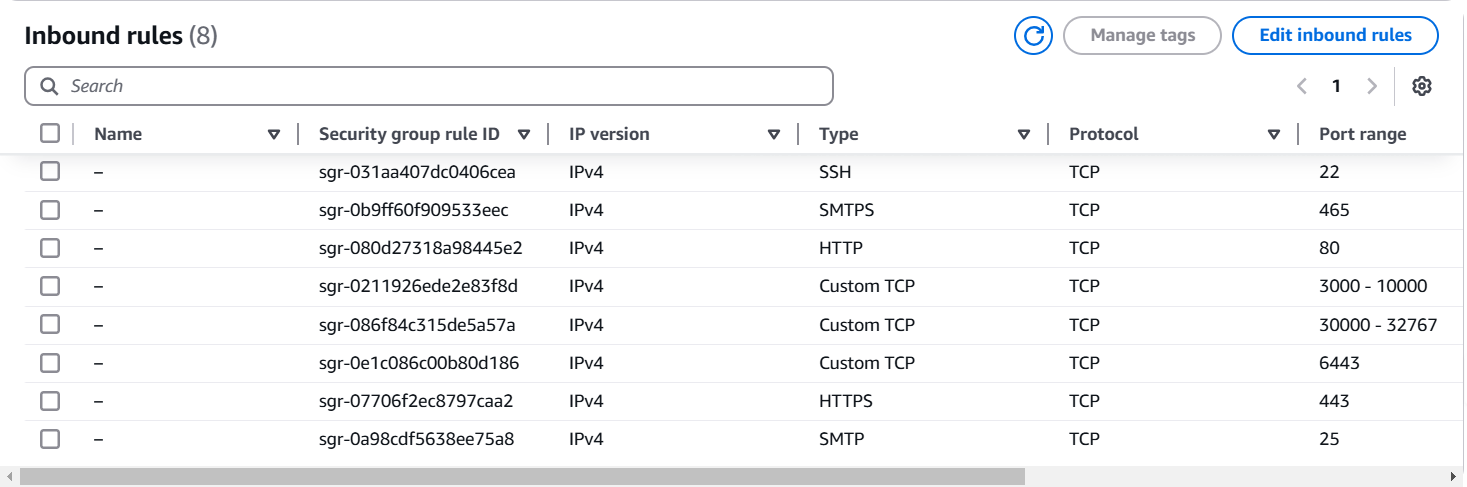 Inbound rules (8) Manage tags Edit inbound rules
Search 1
Name Security group rule ID IP version Type Protocol Port range
– sgr-031aa407dc0406cea IPv4 SSH TCP 22
– sgr-0b9ff60f909533eec IPv4 SMTPS TCP 465
– sgr-080d27318a98445e2 IPv4 HTTP TCP 80
– sgr-0211926ede2e83f8d IPv4 Custom TCP TCP 3000 - 10000
– sgr-086f84c315de5a57a IPv4 Custom TCP TCP 30000 - 32767
– sgr-0e1c086c00b80d186 IPv4 Custom TCP TCP 6443
– sgr-07706f2ec8797caa2 IPv4 HTTPS TCP 443
– sgr-0a98cdf5638ee75a8 IPv4 SMTP TCP 25